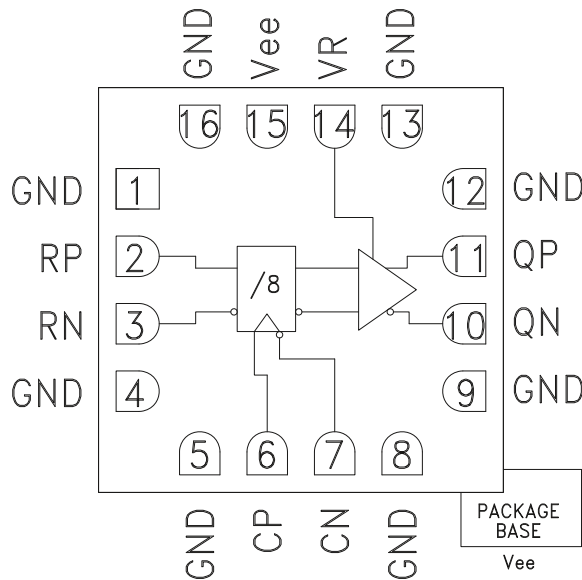 GND
Vee
VR
GND
16
15
14
13
GND 1
12 GND
RP 2
11 QP
/8
RN 3
10 QN
GND 4
9 GND
5
6
7
8
GND
CP
CN
GND
PACKAGE
BASE
Vee